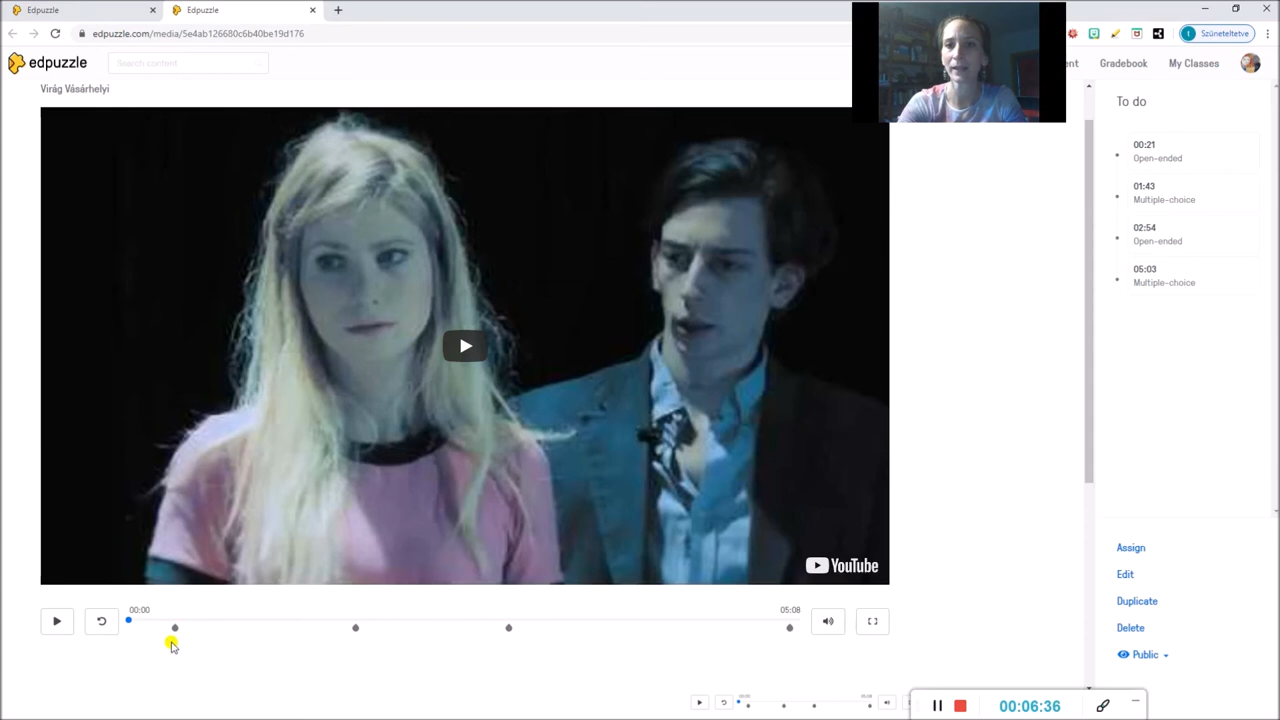 Edpuzzle
Edpuzzle
edpuzzle.com/media/5e4ab126680c6b40be19d176
Szüneteltetve
edpuzzle
Search content
Gradebook
My Classes
Virág Vásárhelyi
To do
00:21
Open-ended
01:43
Multiple-choice
02:54
Open-ended
05:03
Multiple-choice
YouTube
Assign
Edit
Duplicate
Delete
Public
00:00
05:08
00:06:36